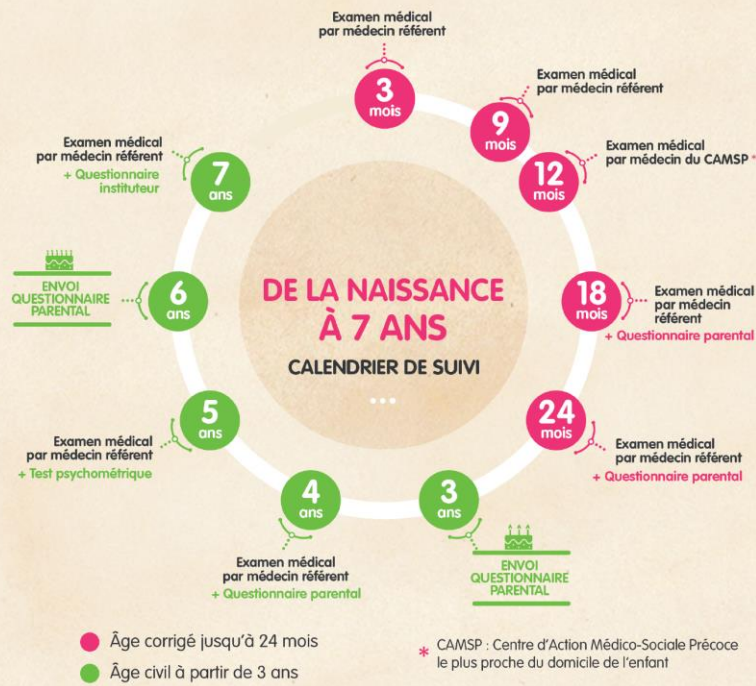 Examen médical
par médecin référent
3
mois
Examen médical
par médecin référent
9
mois
Examen médical
par médecin du CAMSP *
12
mois
Examen médical
par médecin
référent
+ Questionnaire parental
18
mois
Examen médical
par médecin référent
+ Questionnaire parental
24
mois
3
ans
ENVOI
QUESTIONNAIRE
PARENTAL
4
ans
Examen médical
par médecin référent
+ Questionnaire parental
5
ans
Examen médical
par médecin référent
+ Test psychométrique
6
ans
ENVOI
QUESTIONNAIRE
PARENTAL
7
ans
Examen médical
par médecin référent
+ Questionnaire
instituteur
DE LA NAISSANCE
À 7 ANS
CALENDRIER DE SUIVI
...
Âge corrigé jusqu'à 24 mois
Âge civil à partir de 3 ans
* CAMSP : Centre d'Action Médico-Sociale Précoce
le plus proche du domicile de l'enfant